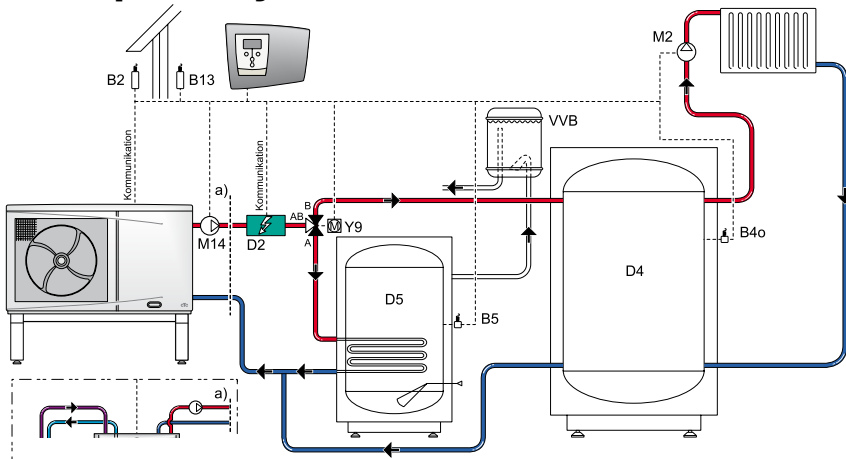 M2
B2
B13
VVB
Kommunikation
Kommunikation
a)
B
AB
M
Y9
A
M14
D2
B4o
D4
D5
B5
a)